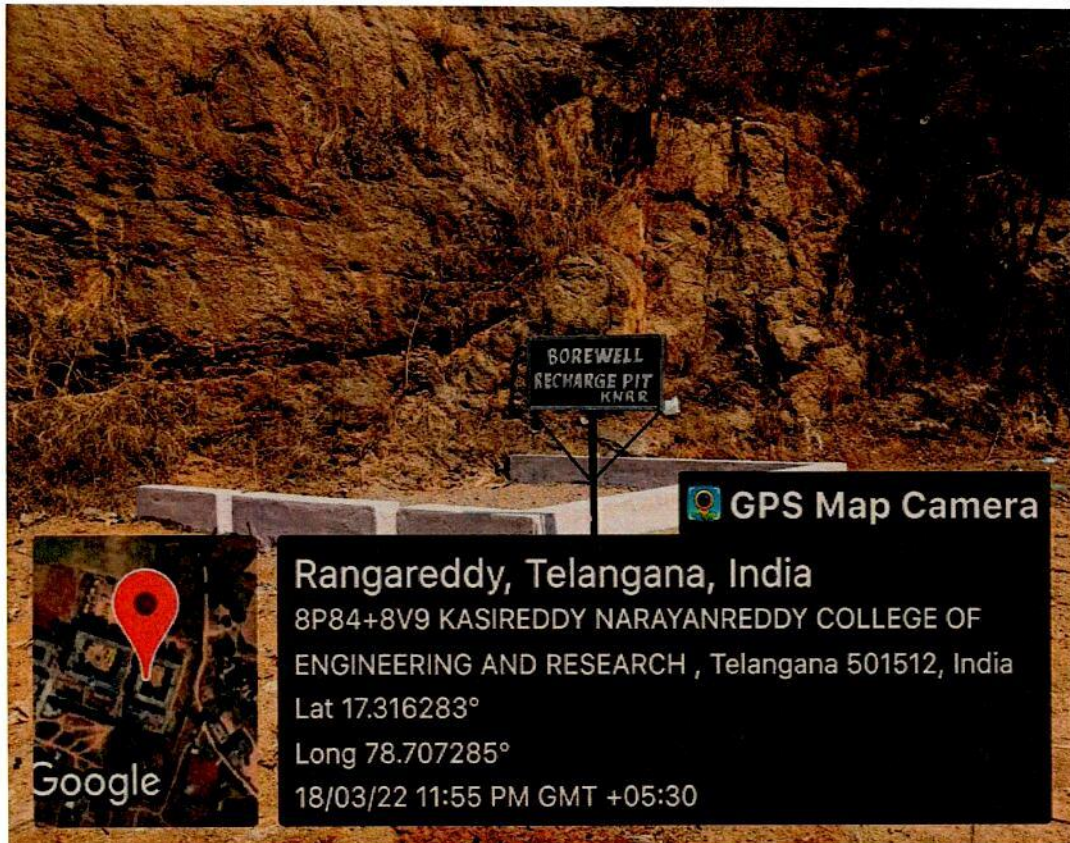 BOREWELL
RECHARGE PIT
KNRR
GPS Map Camera
Rangareddy, Telangana, India
8P84+8V9 KASIREDDY NARAYANREDDY COLLEGE OF
ENGINEERING AND RESEARCH , Telangana 501512, India
Lat 17.316283°
Long 78.707285°
18/03/22 11:55 PM GMT +05:30
Google